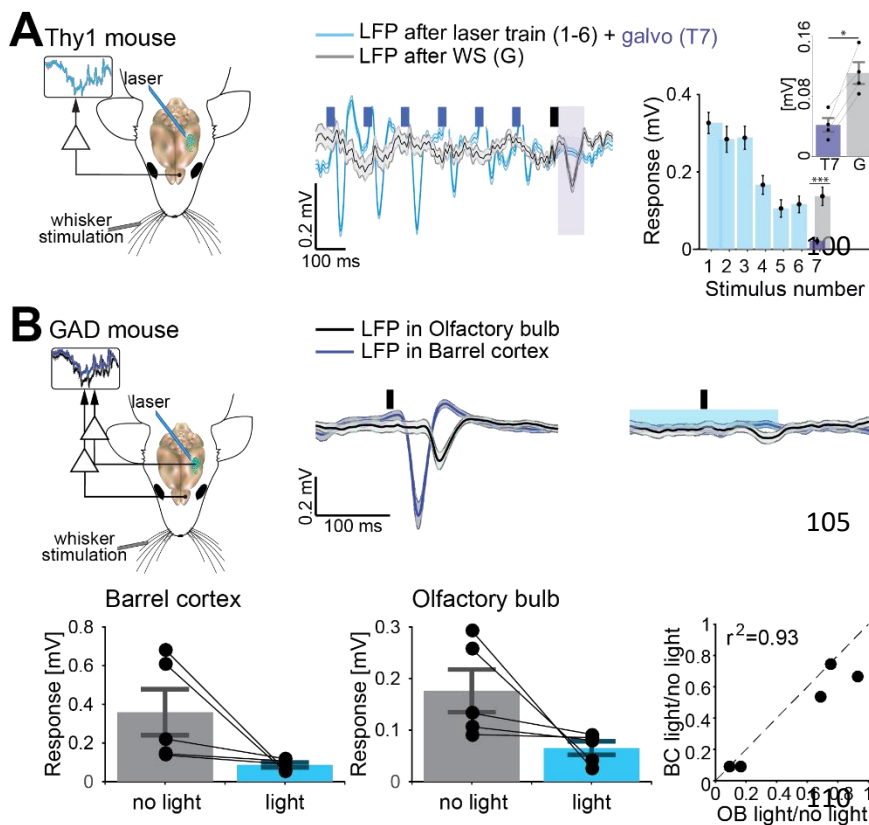 A
Thy1 mouse
laser
whisker
stimulation
LFP after laser train (1-6) + galvo (T7)
LFP after WS (G)
0.2 mV
100 ms
Response (mV)
0.4
0.2
0
1 2 3 4 5 6 7
Stimulus number
***
100
[mV]
0.16
0.08
0
*
T7 G
B
GAD mouse
laser
whisker
stimulation
LFP in Olfactory bulb
LFP in Barrel cortex
0.2 mV
100 ms
105
Barrel cortex
Response [mV]
0.8
0.6
0.4
0.2
0
no light light
Olfactory bulb
Response [mV]
0.3
0.2
0.1
0
no light light
r²=0.93
BC light/no light
1
0.8
0.6
0.4
0.2
0
0 0.2 0.4 0.6 0.8 1
OB light/no light
110